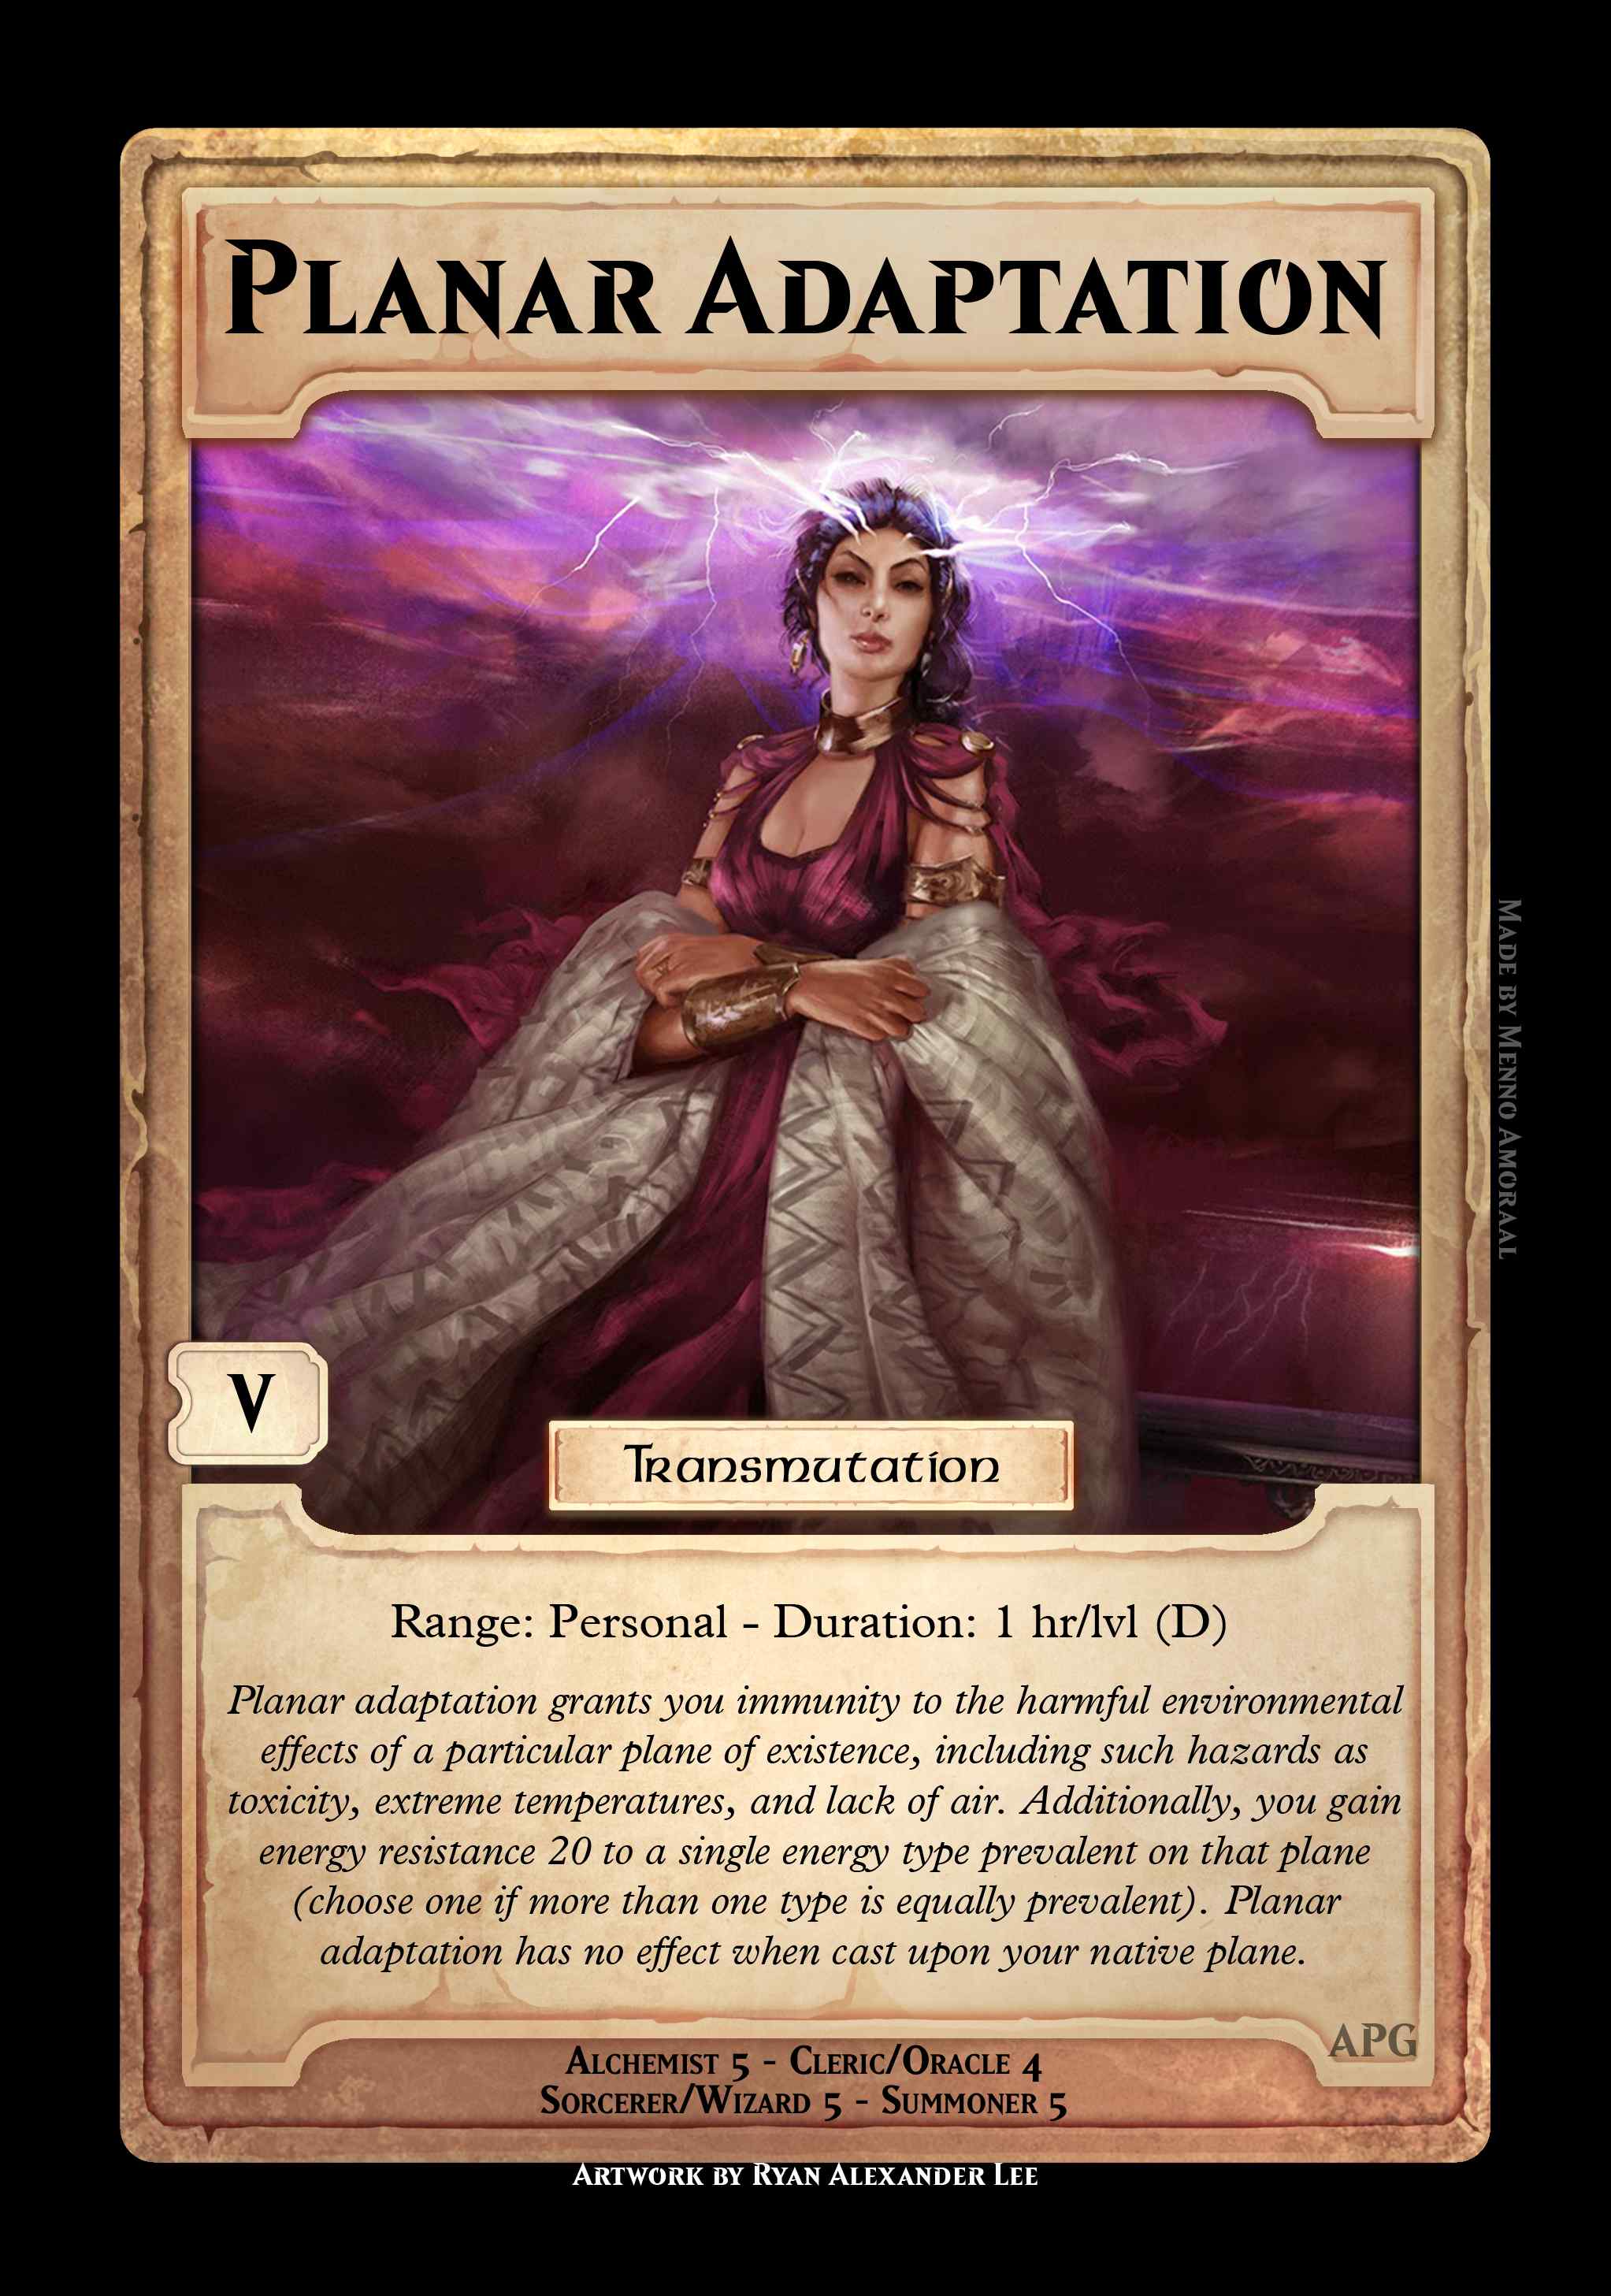 Planar Adaptation
V
Transmutation
Range: Personal - Duration: 1 hr/lvl (D)
Planar adaptation grants you immunity to the harmful environmental
effects of a particular plane of existence, including such hazards as
toxicity, extreme temperatures, and lack of air. Additionally, you gain
energy resistance 20 to a single energy type prevalent on that plane
(choose one if more than one type is equally prevalent). Planar
adaptation has no effect when cast upon your native plane.
APG
Alchemist 5 - Cleric/Oracle 4
Sorcerer/Wizard 5 - Summoner 5
Artwork by Ryan Alexander Lee
Made by Menno Amoraal